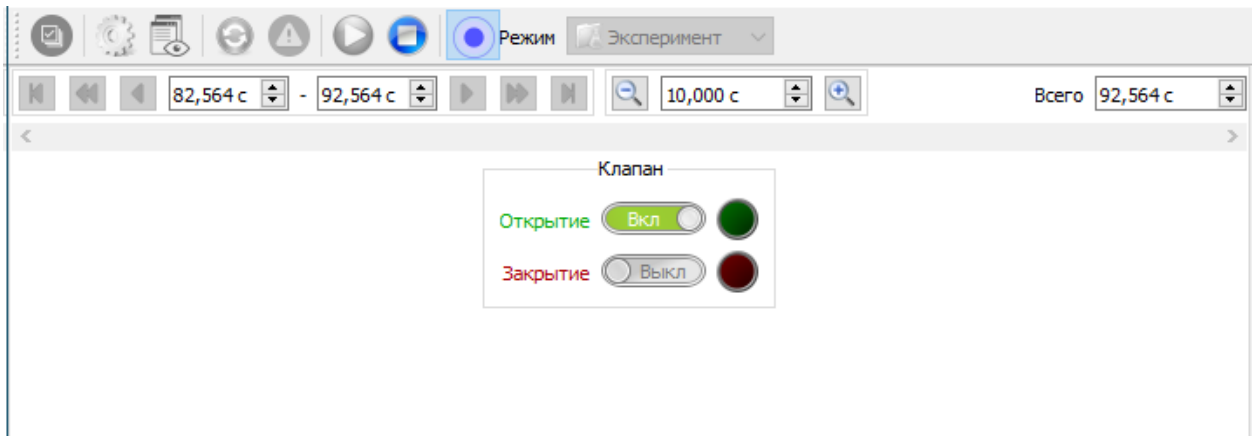 Режим Эксперимент
82,564 с - 92,564 с 10,000 с Всего 92,564 с
Клапан
Открытие Вкл
Закрытие Выкл